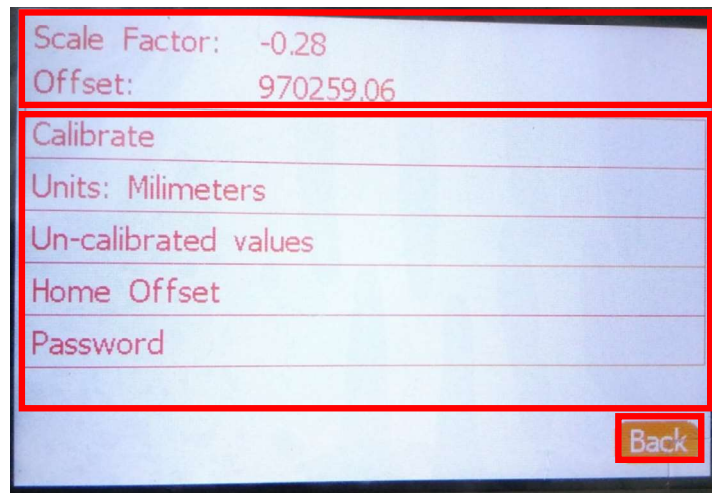 Scale Factor: -0.28
Offset: 970259.06
Calibrate
Units: Milimeters
Un-calibrated values
Home Offset
Password
Back